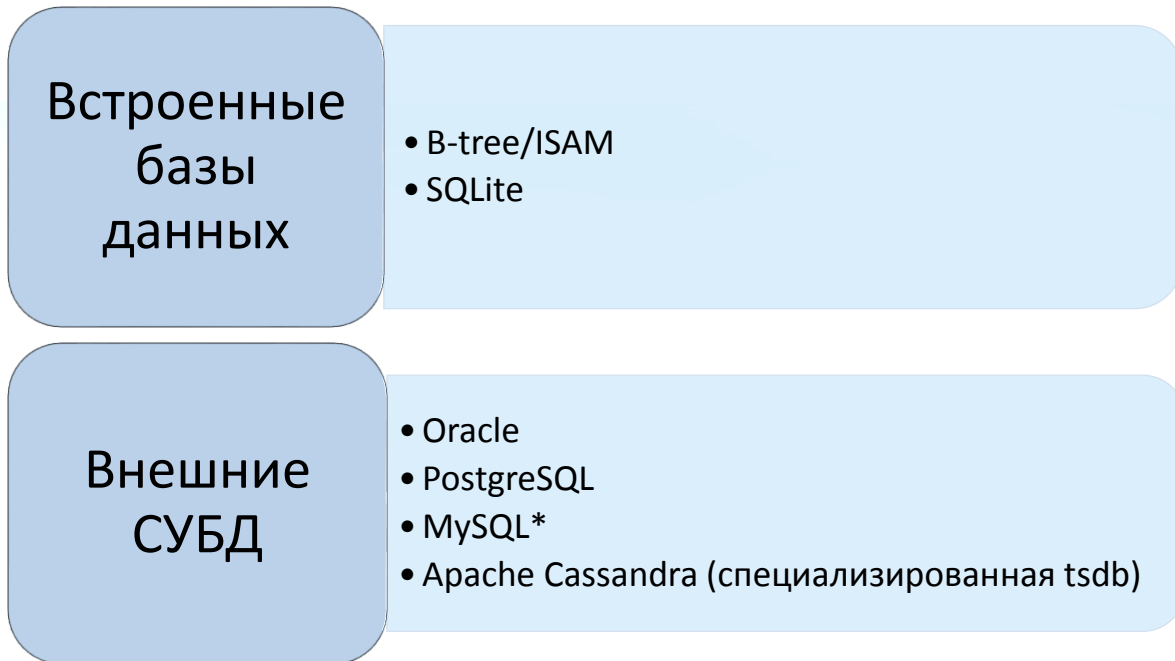 Встроенные
базы
данных
• B-tree/ISAM
• SQLite
Внешние
СУБД
• Oracle
• PostgreSQL
• MySQL*
• Apache Cassandra (специализированная tsdb)